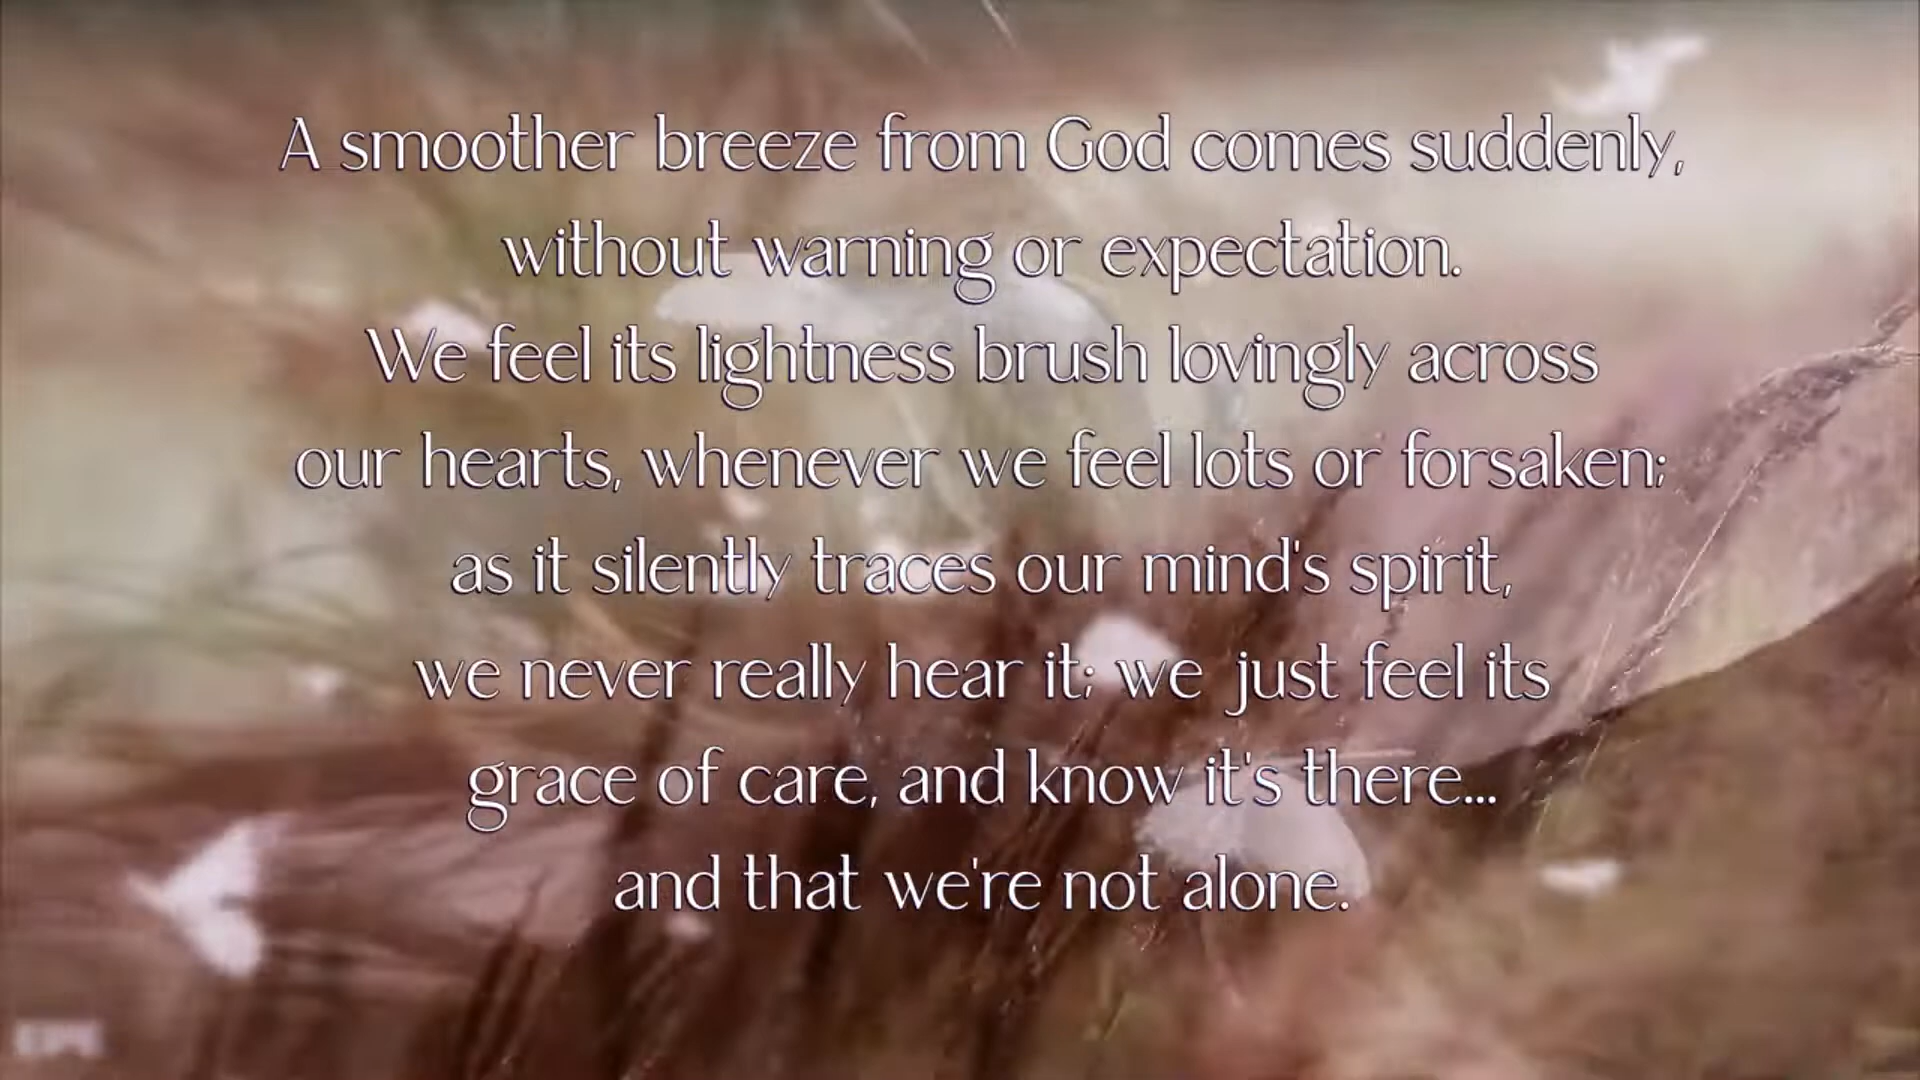 A smoother breeze from God comes suddenly,
without warning or expectation.
We feel its lightness brush lovingly across
our hearts, whenever we feel lots or forsaken;
as it silently traces our mind's spirit,
we never really hear it; we just feel its
grace of care, and know it's there...
and that we're not alone.